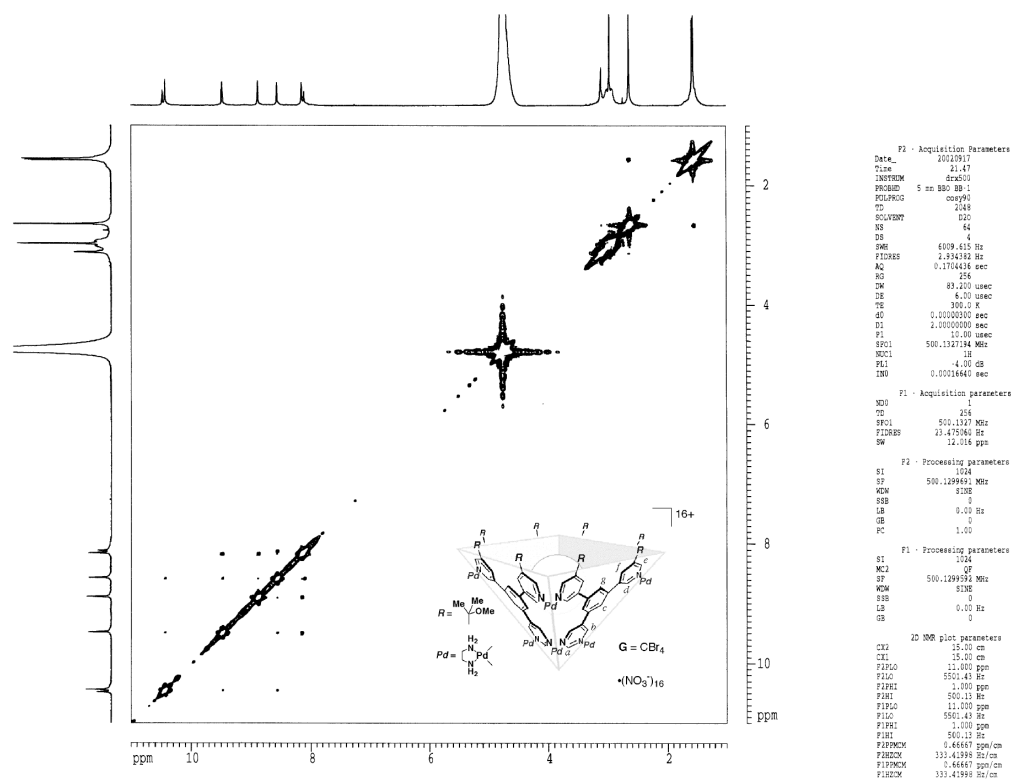 2
4
6
8
10
ppm
ppm
10
8
6
4
2
16+
R
R
R
R
R
R
R
R
Pd
N
f
e
g
N
Pd
d
c
N
Pd
N
b
Pd
N
N
Pd
a
N
Pd
R =
Me
Me
OMe
Pd =
H2
N
Pd
N
H2
G = CBr4
•(NO3-)16
F2 - Acquisition Parameters
Date_ 20020917
Time 21.47
INSTRUM drx500
PROBHD 5 mm BBO BB-1
PULPROG cosy90
TD 2048
SOLVENT D2O
NS 64
DS 4
SWH 6009.615 Hz
FIDRES 2.934382 Hz
AQ 0.1704436 sec
RG 256
DW 83.200 usec
DE 6.00 usec
TE 300.0 K
d0 0.00000300 sec
D1 2.00000000 sec
P1 10.00 usec
SFO1 500.1327194 MHz
NUC1 1H
PL1 -4.00 dB
IN0 0.00016640 sec
F1 - Acquisition parameters
ND0 1
TD 256
SFO1 500.1327 MHz
FIDRES 23.475060 Hz
SW 12.016 ppm
F2 - Processing parameters
SI 1024
SF 500.1299691 MHz
WDW SINE
SSB 0
LB 0.00 Hz
GB 0
PC 1.00
F1 - Processing parameters
SI 1024
MC2 QF
SF 500.1299592 MHz
WDW SINE
SSB 0
LB 0.00 Hz
GB 0
2D NMR plot parameters
CX2 15.00 cm
CX1 15.00 cm
F2PLO 11.000 ppm
F2LO 5501.43 Hz
F2PHI 1.000 ppm
F2HI 500.13 Hz
F1PLO 11.000 ppm
F1LO 5501.43 Hz
F1PHI 1.000 ppm
F1HI 500.13 Hz
F2PPMCM 0.66667 ppm/cm
F2HZCM 333.41998 Hz/cm
F1PPMCM 0.66667 ppm/cm
F1HZCM 333.41998 Hz/cm